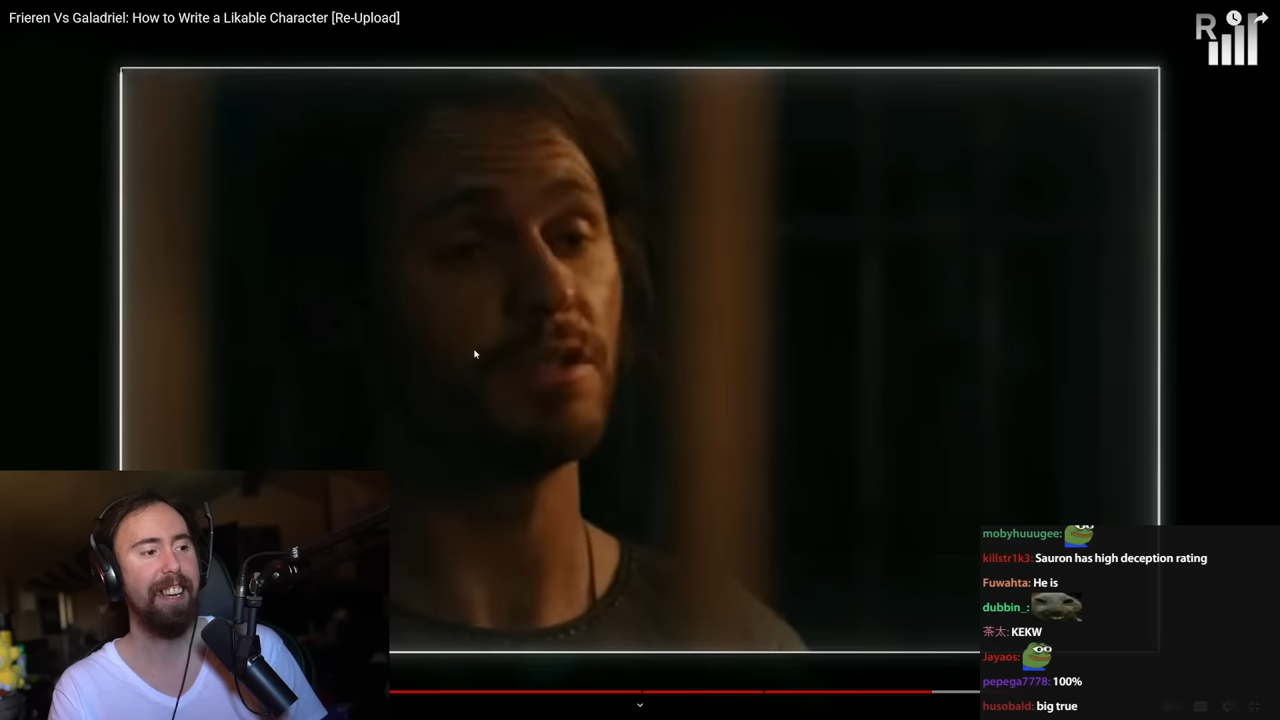 Frieren Vs Galadriel: How to Write a Likable Character [Re-Upload]
R
mobyhuuugee:
killstr1k3: Sauron has high deception rating
Fuwahta: He is
dubbin_:
茶太: KEKW
Jayaos:
pepega7778: 100%
husobald: big true